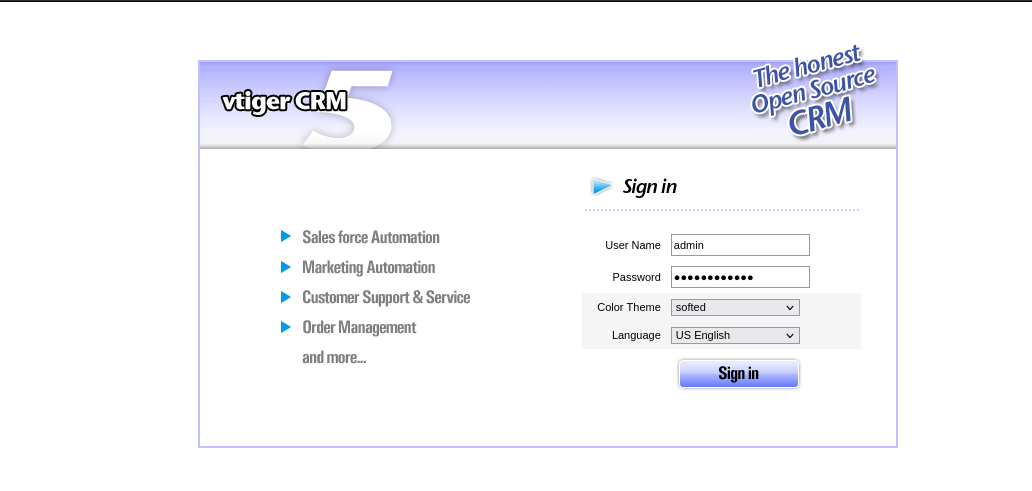 vtiger CRM 5
The honest
Open Source
CRM
Sign in
Sales force Automation
Marketing Automation
Customer Support & Service
Order Management
and more...
User Name admin
Password ●●●●●●●●●●●●
Color Theme softed
Language US English
Sign in